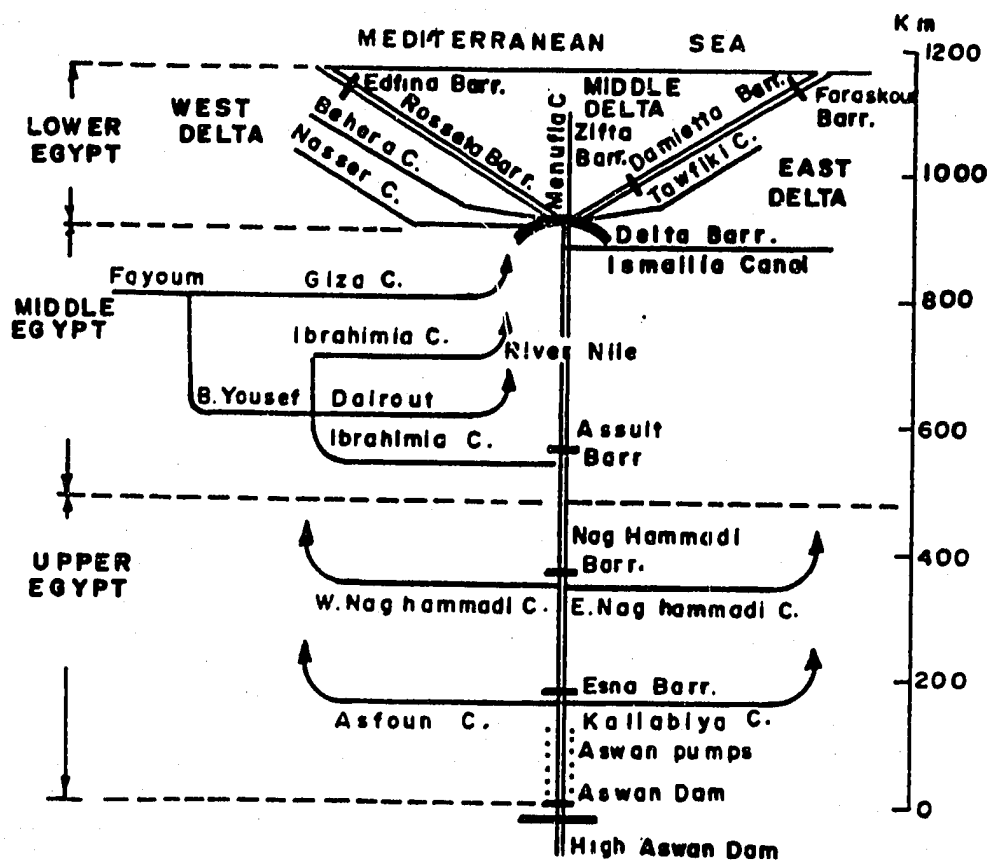 Km
MEDITERRANEAN SEA
1200
Edfina Barr.
MIDDLE
DELTA
Faraskour
Barr.
WEST
DELTA
Rosseta Barr.
Behera C.
Nasser C.
Menufia C
Zifta
Barr.
Damietta Barr.
Tawfiki C.
LOWER
EGYPT
EAST
DELTA
1000
Delta Barr.
Ismailia Canal
Fayoum
Giza C.
800
MIDDLE
EGYPT
Ibrahimia C.
River Nile
B.Yousef
Dairout
Ibrahimia C.
Assuit
Barr
600
Nag Hammadi
Barr.
UPPER
EGYPT
400
W.Nag hammadi C.
E.Nag hammadi C.
Esna Barr.
200
Asfoun C.
Kallabiya C.
Aswan pumps
Aswan Dam
0
High Aswan Dam